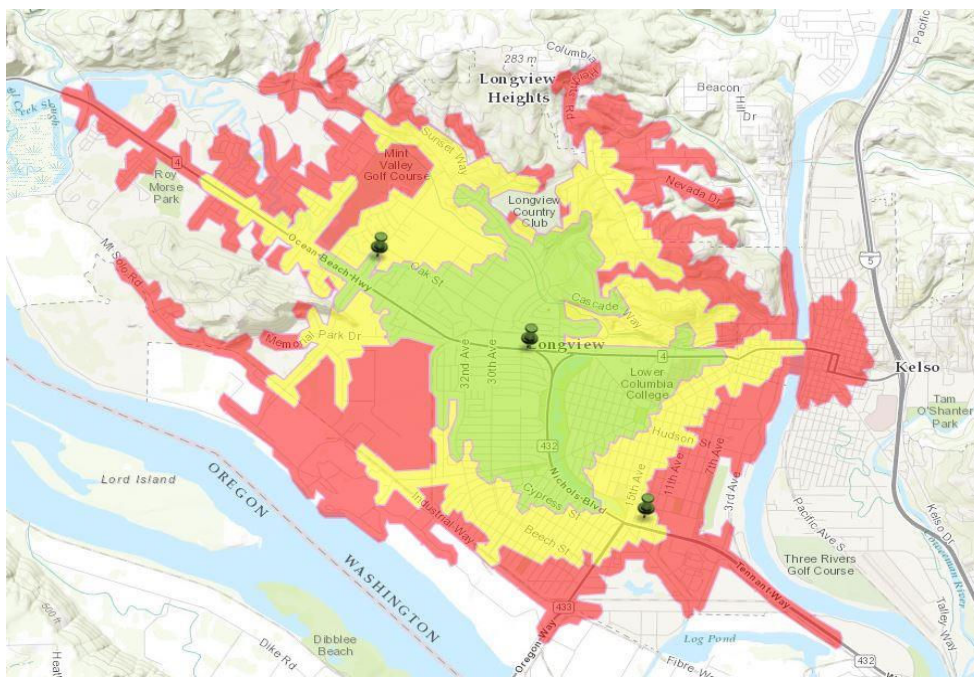 Pacific
Columbia
283 m
Longview
Heights
Beacon
Hill Dr
Sunset Way
Mint
Valley
Golf Course
4
Roy
Morse
Park
Nevada Dr
Longview
Country
Club
5
Mt Solo Rd
Ocean-Beach-Hwy
Oak St
Cascade Way
Memorial Park Dr
Longview
4
32nd Ave
30th Ave
Lower
Columbia
College
Kelso
Tam
O'Shanter
Park
Hudson St
432
15th Ave
11th Ave
7th Ave
3rd Ave
Lord Island
OREGON
Nichols-Blvd
Cypress St
Industrial Way
Beech St
Pacific Ave S
Kelso Dr
Coweeman River
WASHINGTON
Three Rivers
Golf Course
Tennant Way
600 ft
433
Oregon Way
Talley-Way
Dibblee
Beach
Log Pond
Dike Rd
432